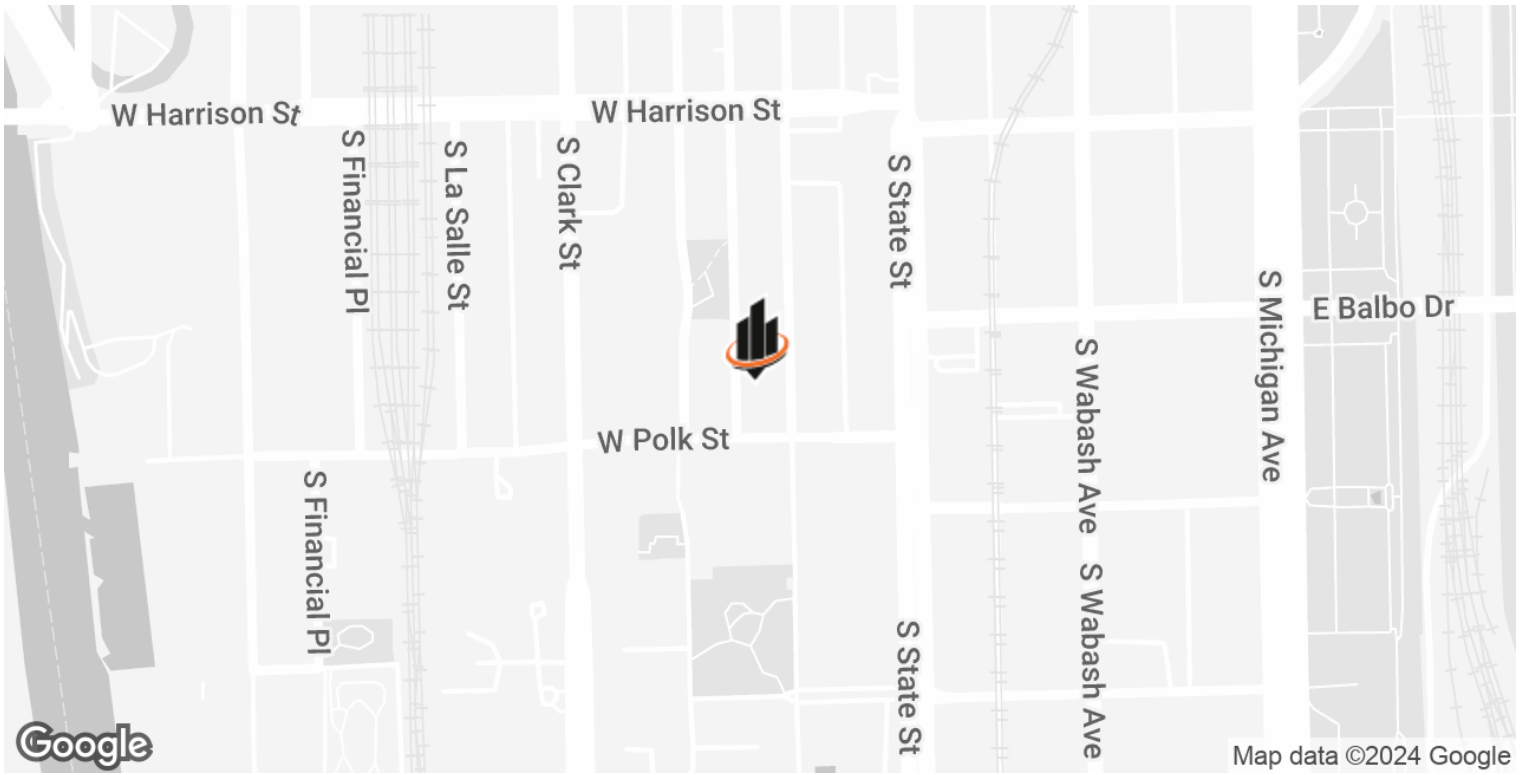 W Harrison St
W Harrison St
S Financial Pl
S La Salle St
S Clark St
S State St
S Michigan Ave
E Balbo Dr
S Wabash Ave
W Polk St
S Financial Pl
S Wabash Ave
S State St
Google
Map data ©2024 Google